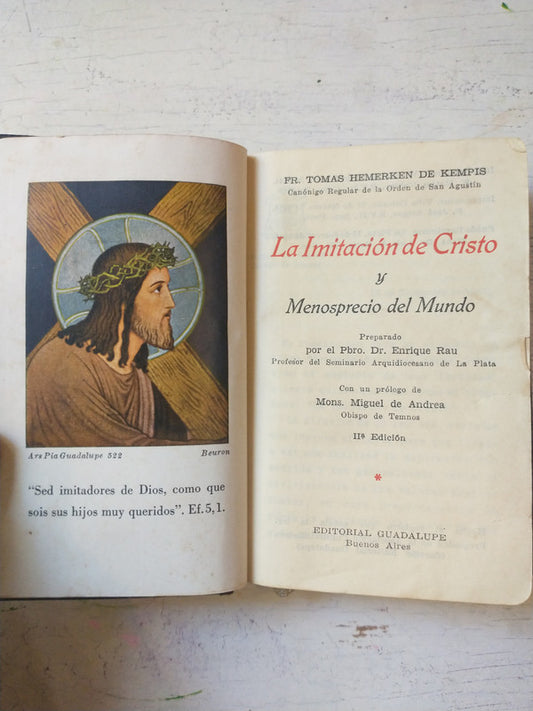 Ars Pia Guadalupe 522 Beuron
"Sed imitadores de Dios, como que
sois sus hijos muy queridos". Ef. 5, 1.
FR. TOMAS HEMERKEN DE KEMPIS
Canónigo Regular de la Orden de San Agustín
La Imitación de Cristo
y
Menosprecio del Mundo
Preparado
por el Pbro. Dr. Enrique Rau
Profesor del Seminario Arquidiocesano de La Plata
Con un prólogo de
Mons. Miguel de Andrea
Obispo de Temnos
IIª Edición
*
EDITORIAL GUADALUPE
Buenos Aires